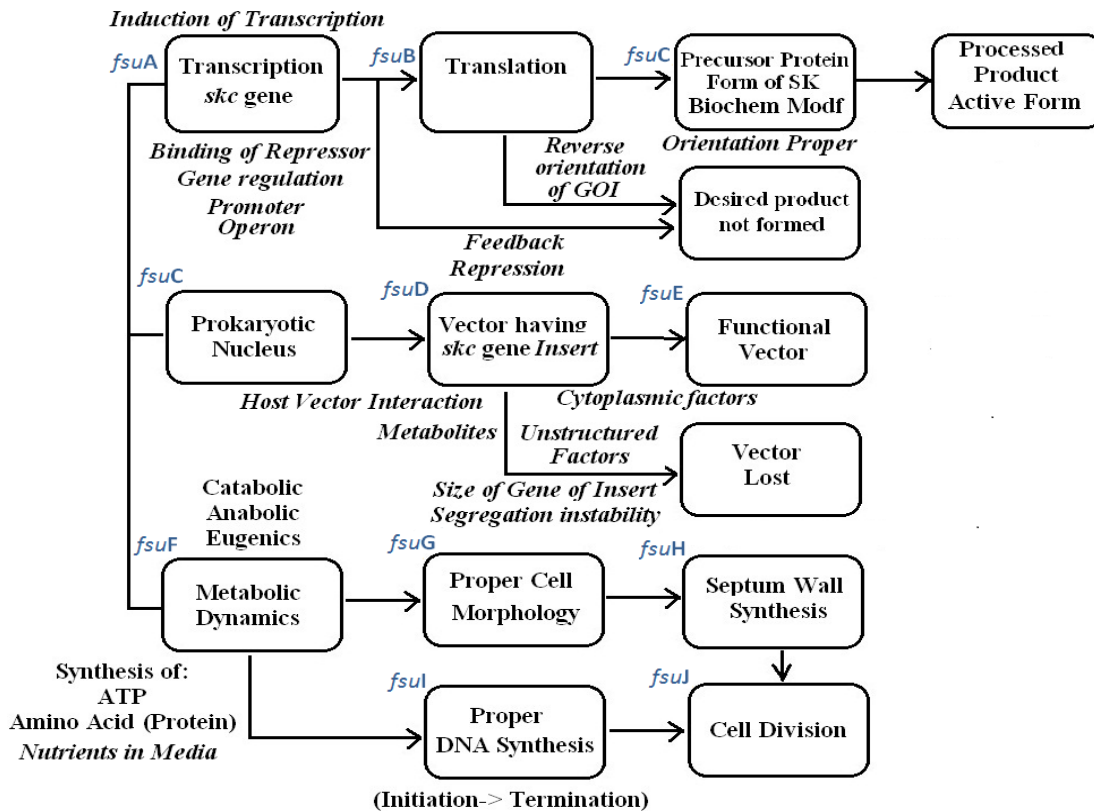 Induction of Transcription
fsuA
Transcription
skc gene
fsuB
Translation
fsuC
Precursor Protein
Form of SK
Biochem Modf
Processed
Product
Active Form
Binding of Repressor
Gene regulation
Promoter
Operon
Reverse
orientation
of GOI
Orientation Proper
Desired product
not formed
Feedback
Repression
fsuC
Prokaryotic
Nucleus
fsuD
Vector having
skc gene Insert
fsuE
Functional
Vector
Host Vector Interaction
Metabolites
Cytoplasmic factors
Unstructured
Factors
Vector
Lost
Size of Gene of Insert
Segregation instability
Catabolic
Anabolic
Eugenics
fsuF
Metabolic
Dynamics
fsuG
Proper Cell
Morphology
fsuH
Septum Wall
Synthesis
Synthesis of:
ATP
Amino Acid (Protein)
Nutrients in Media
fsuI
Proper
DNA Synthesis
fsuJ
Cell Division
(Initiation-> Termination)